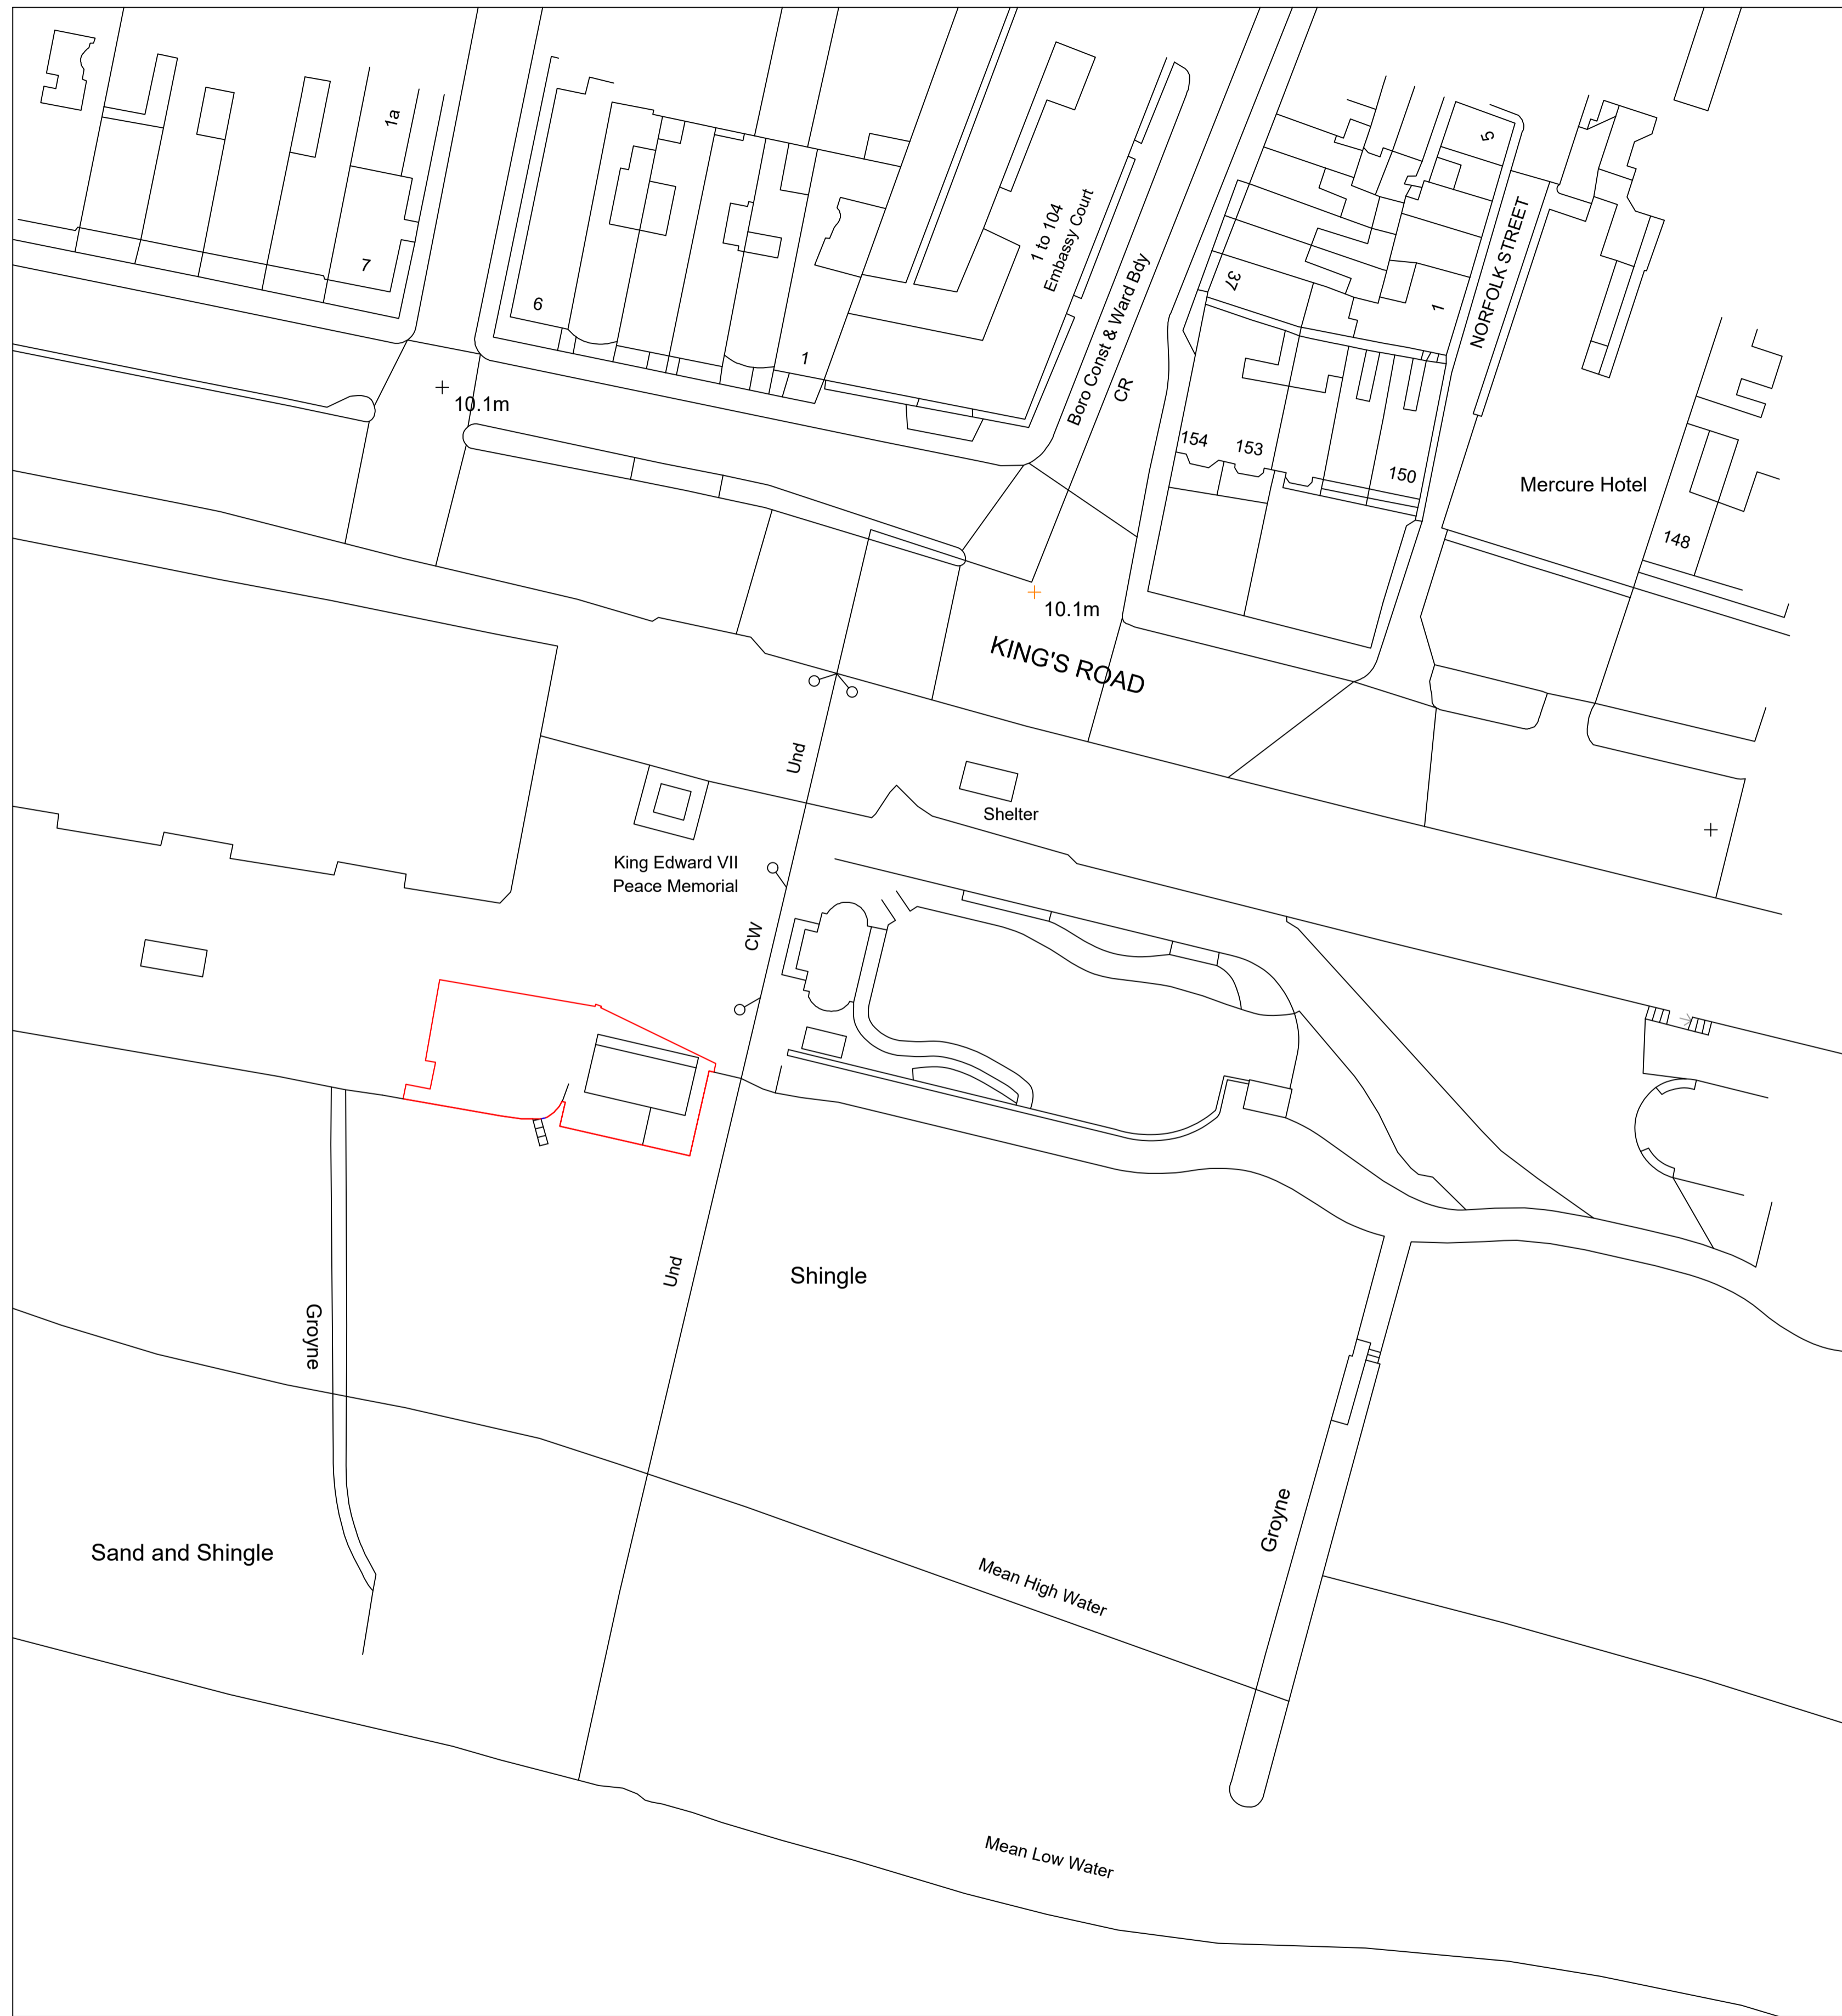 1a
5
7
6
1
1 to 104
Embassy Court
Boro Const & Ward Bdy
CR
37
1
NORFOLK STREET
10.1m
154
153
150
Mercure Hotel
148
10.1m
KING'S ROAD
Und
Shelter
King Edward VII
Peace Memorial
CW
Und
Shingle
Groyne
Groyne
Sand and Shingle
Mean High Water
Mean Low Water